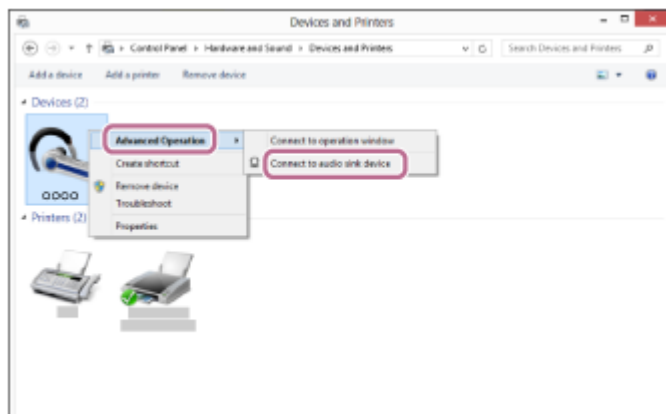 Devices and Printers
Control Panel › Hardware and Sound › Devices and Printers
Search Devices and Printers
Add a device Add a printer Remove device
Devices (2)
Advanced Operation
Connect to operation window
Create shortcut
Connect to audio sink device
Remove device
OOOO
Troubleshoot
Printers (2)
Properties